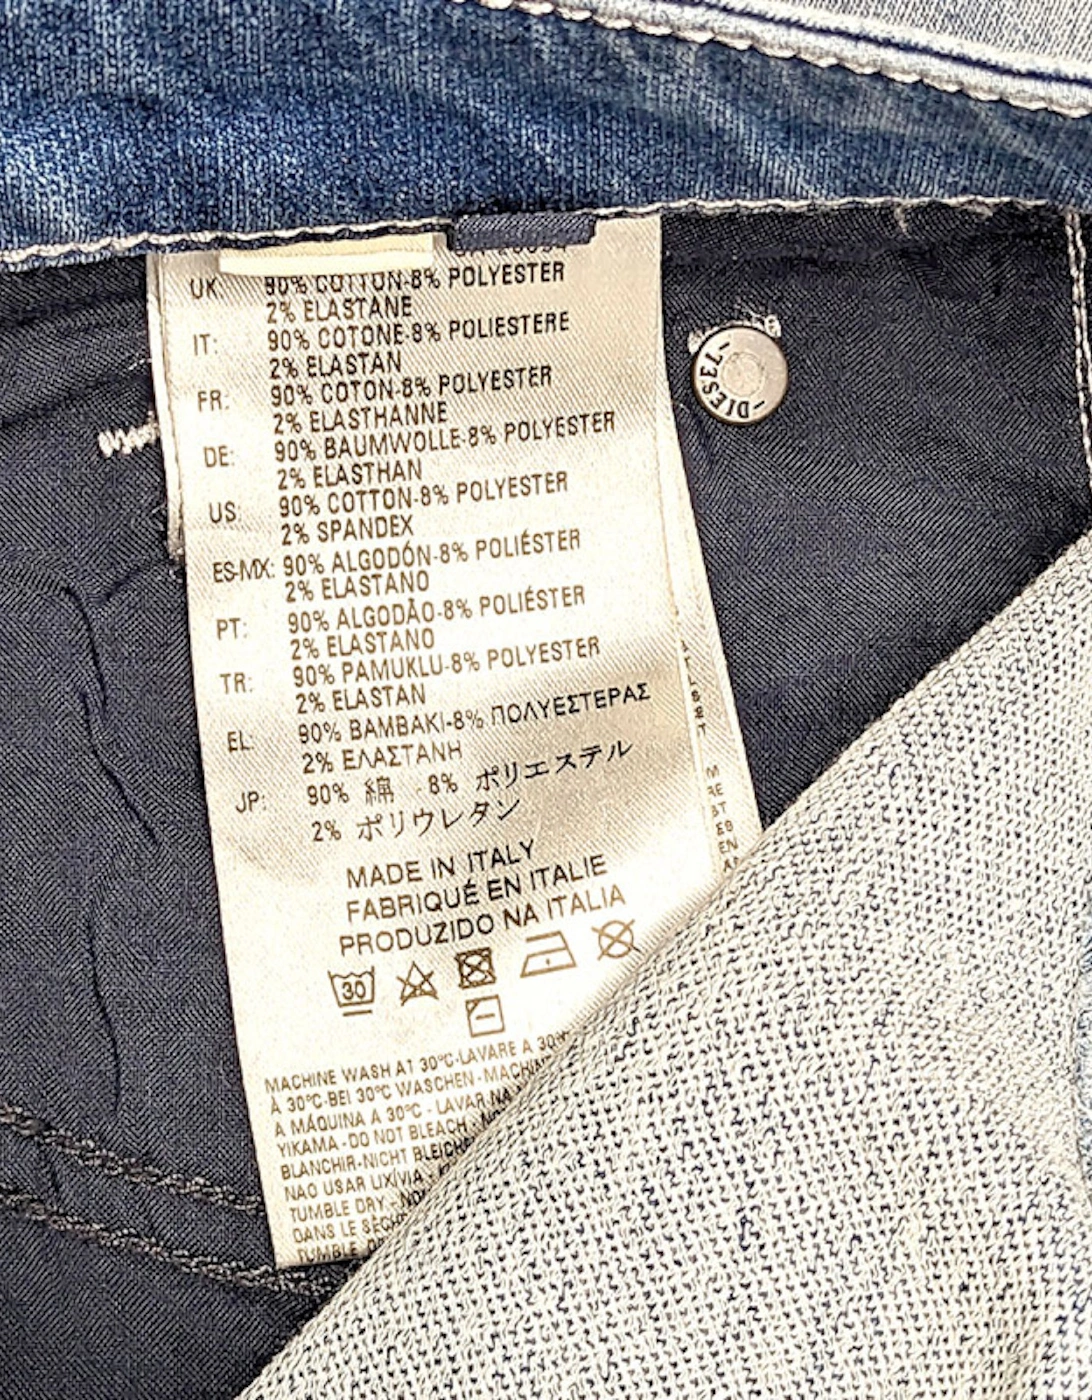 UK: 90% COTTON-8% POLYESTER
2% ELASTANE
IT: 90% COTONE-8% POLIESTERE
2% ELASTAN
FR: 90% COTON-8% POLYESTER
2% ELASTHANNE
DE: 90% BAUMWOLLE-8% POLYESTER
2% ELASTHAN
US: 90% COTTON-8% POLYESTER
2% SPANDEX
ES-MX: 90% ALGODÓN-8% POLIÉSTER
2% ELASTANO
PT: 90% ALGODÃO-8% POLIÉSTER
2% ELASTANO
TR: 90% PAMUKLU-8% POLYESTER
2% ELASTAN
EL: 90% ΒΑΜΒΑΚΙ-8% ΠΟΛΥΕΣΤΕΡΑΣ
2% ΕΛΑΣΤΑΝΗ
JP: 90% 綿 - 8% ポリエステル
2% ポリウレタン
MADE IN ITALY
FABRIQUÉ EN ITALIE
PRODUZIDO NA ITALIA
30
MACHINE WASH AT 30°C-LAVARE A 30°
À 30°C-BEI 30°C WASCHEN-MACHIN
A MÁQUINA A 30°C - LAVAR NA
YIKAMA-DO NOT BLEACH-
BLANCHIR-NICHT BLEICHE
NAO USAR LIXÍVIA-
TUMBLE DRY-NO
DANS LE SÈCH
TUMBLE
-DIESEL-